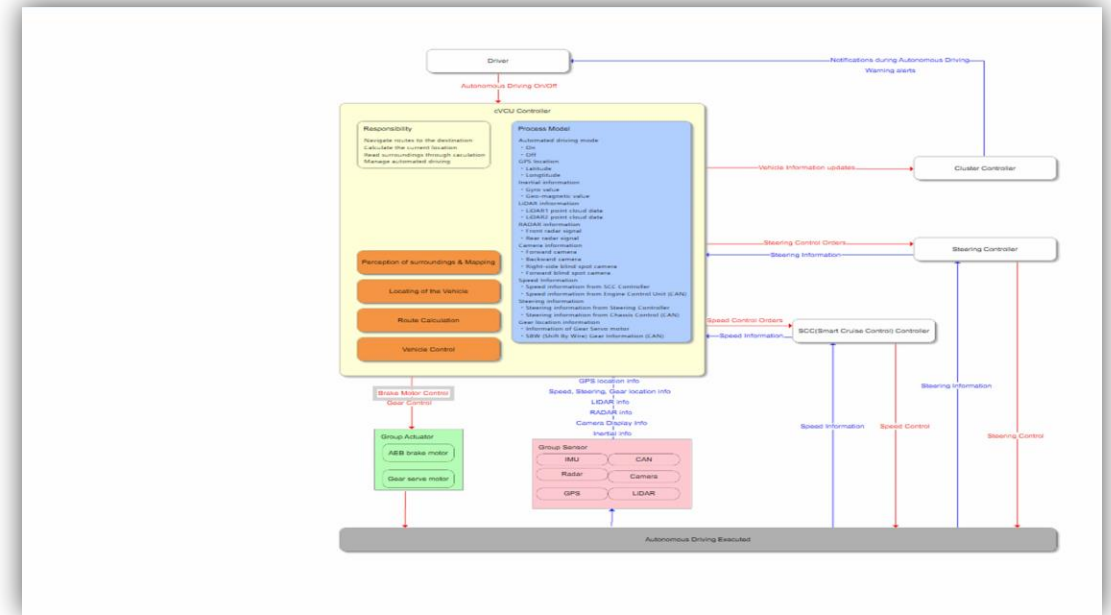 Driver
Notifications during Autonomous Driving
Warning alerts
Autonomous Driving On/Off
cVCU Controller
Responsibility
Navigate routes to the destination
Calculate the current location
Read surroundings through caculation
Manage automated driving
Process Model
Automated driving mode
- On
- Off
GPS location
- Latitude
- Longtitude
Inertial information
- Gyro value
- Geo-magnetic value
LiDAR infromation
- LiDAR1 point cloud data
- LiDAR2 point cloud data
RADAR information
- Front radar signal
- Rear radar signal
Camera information
- Forward camera
- Backward camera
- Right-side blind spot camera
- Forward blind spot camera
Speed information
- Speed information from SCC Controller
- Speed information from Engine Control Unit (CAN)
Steering information
- Steering information from Steering Controller
- Steering information from Chassis Control (CAN)
Gear location information
- Information of Gear Servo motor
- SBW (Shift By Wire) Gear Information (CAN)
Perception of surroundings & Mapping
Locating of the Vehicle
Route Calculation
Vehicle Control
Vehicle Information updates
Cluster Controller
Steering Control Orders
Steering Information
Steering Controller
Speed Control Orders
Speed Information
SCC(Smart Cruise Control) Controller
Brake Motor Control
Gear Control
GPS location info
Speed, Steering, Gear location info
LIDAR info
RADAR info
Camera Display Info
Inertial info
Steering Information
Speed Information
Speed Control
Steering Control
Group Actuator
AEB brake motor
Gear servo motor
Group Sensor
IMU
CAN
Radar
Camera
GPS
LiDAR
Autonomous Driving Executed